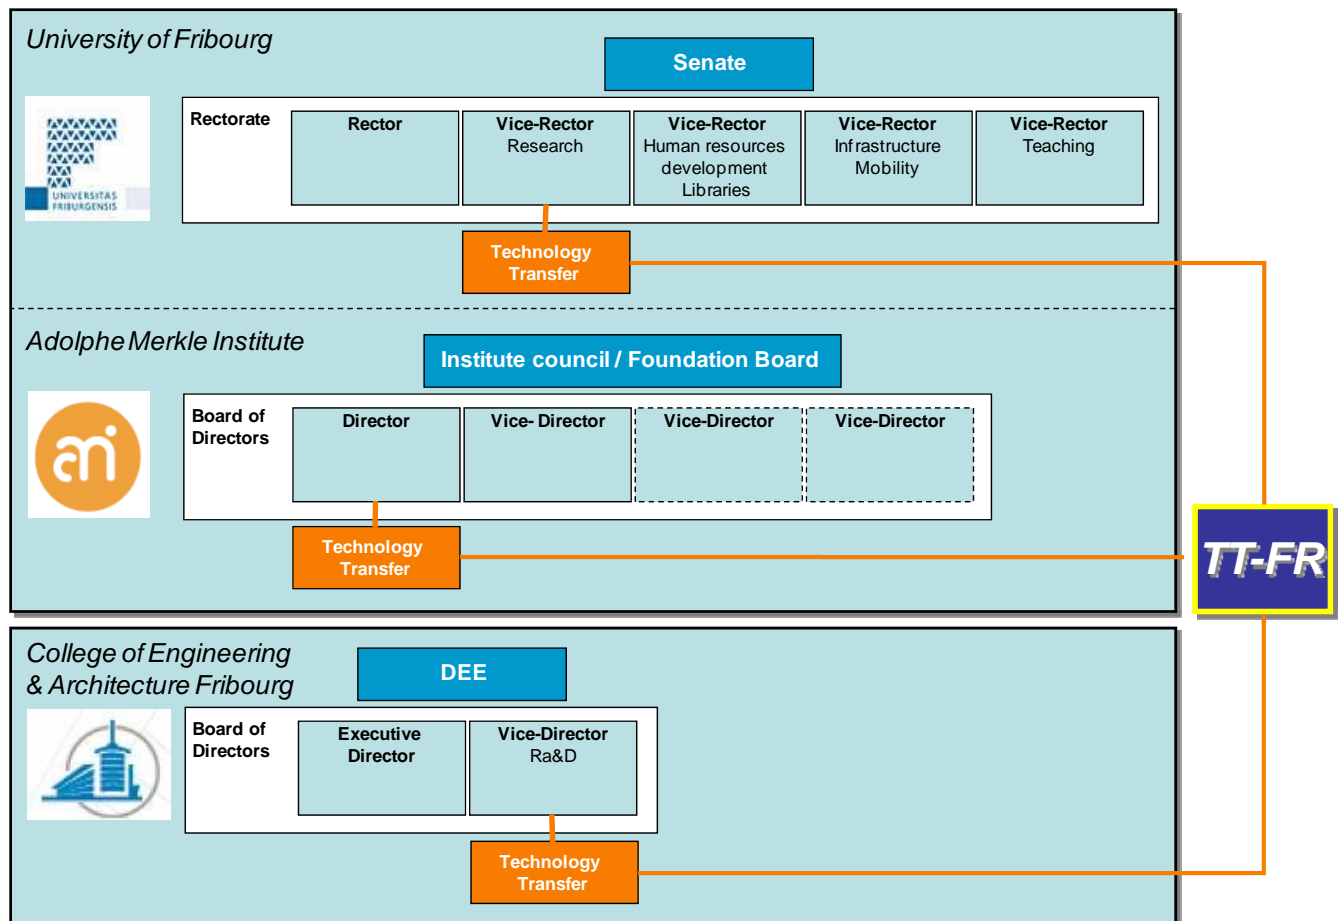 University of Fribourg
Senate
UNIVERSITAS
FRIBURGENSIS
Rectorate
Rector
Vice-Rector
Research
Vice-Rector
Human resources
development
Libraries
Vice-Rector
Infrastructure
Mobility
Vice-Rector
Teaching
Technology
Transfer
Adolphe Merkle Institute
Institute council / Foundation Board
ami
Board of
Directors
Director
Vice- Director
Vice-Director
Vice-Director
Technology
Transfer
TT-FR
College of Engineering
& Architecture Fribourg
DEE
Board of
Directors
Executive
Director
Vice-Director
Ra&D
Technology
Transfer